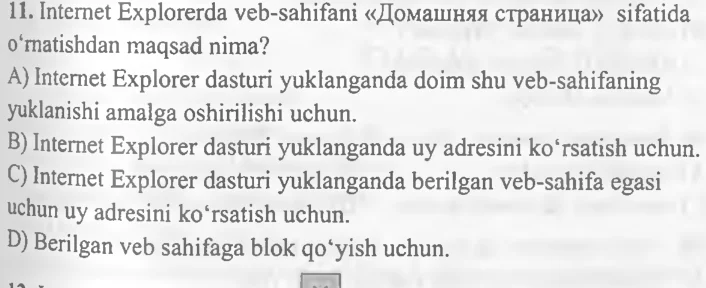 11. Internet Explorerda veb-sahifani «Домашняя страница» sifatida
o‘rnatishdan maqsad nima?
A) Internet Explorer dasturi yuklanganda doim shu veb-sahifaning
yuklanishi amalga oshirilishi uchun.
B) Internet Explorer dasturi yuklanganda uy adresini ko‘rsatish uchun.
C) Internet Explorer dasturi yuklanganda berilgan veb-sahifa egasi
uchun uy adresini ko‘rsatish uchun.
D) Berilgan veb sahifaga blok qo‘yish uchun.